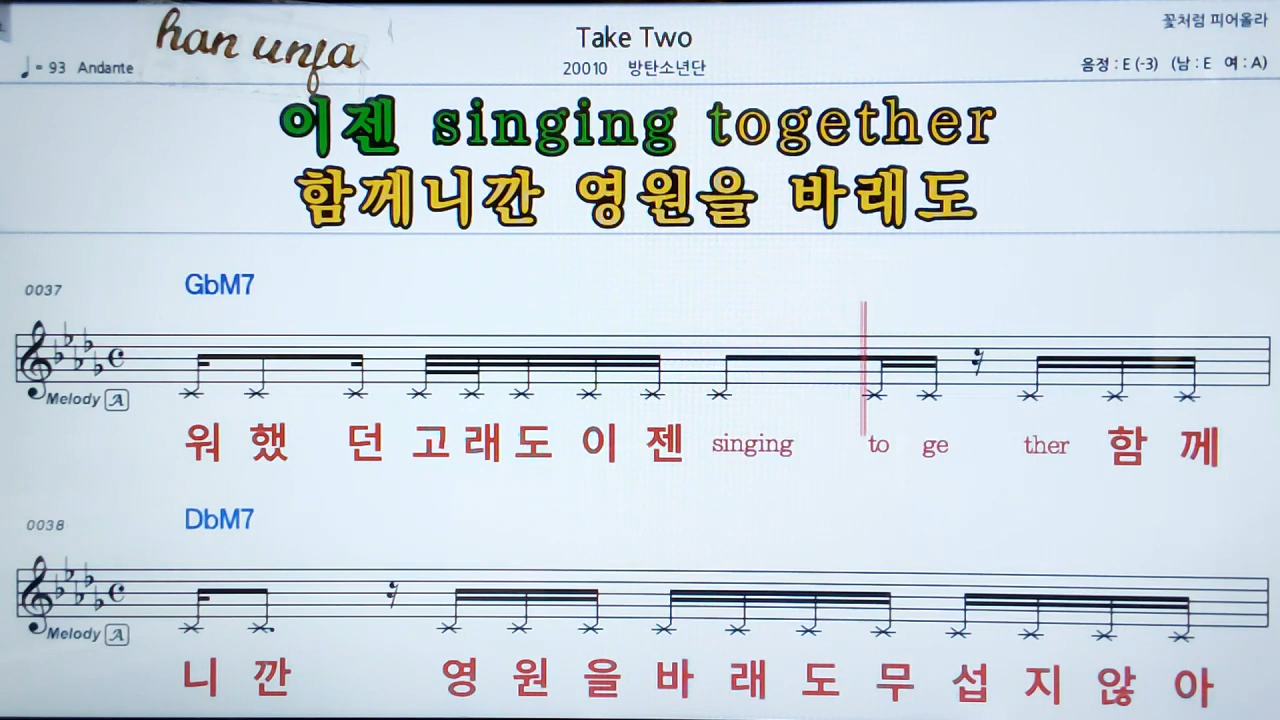 꽃처럼 피어올라
han unja
Take Two
♩= 93 Andante
20010 방탄소년단
음정 : E (-3) (남 : E 여 : A)
이젠 singing together
함께니깐 영원을 바래도
0037
GbM7
Melody A
워 했 던 고 래 도 이 젠 singing to ge ther 함 께
0038
DbM7
Melody A
니 깐 영 원 을 바 래 도 무 섭 지 않 아